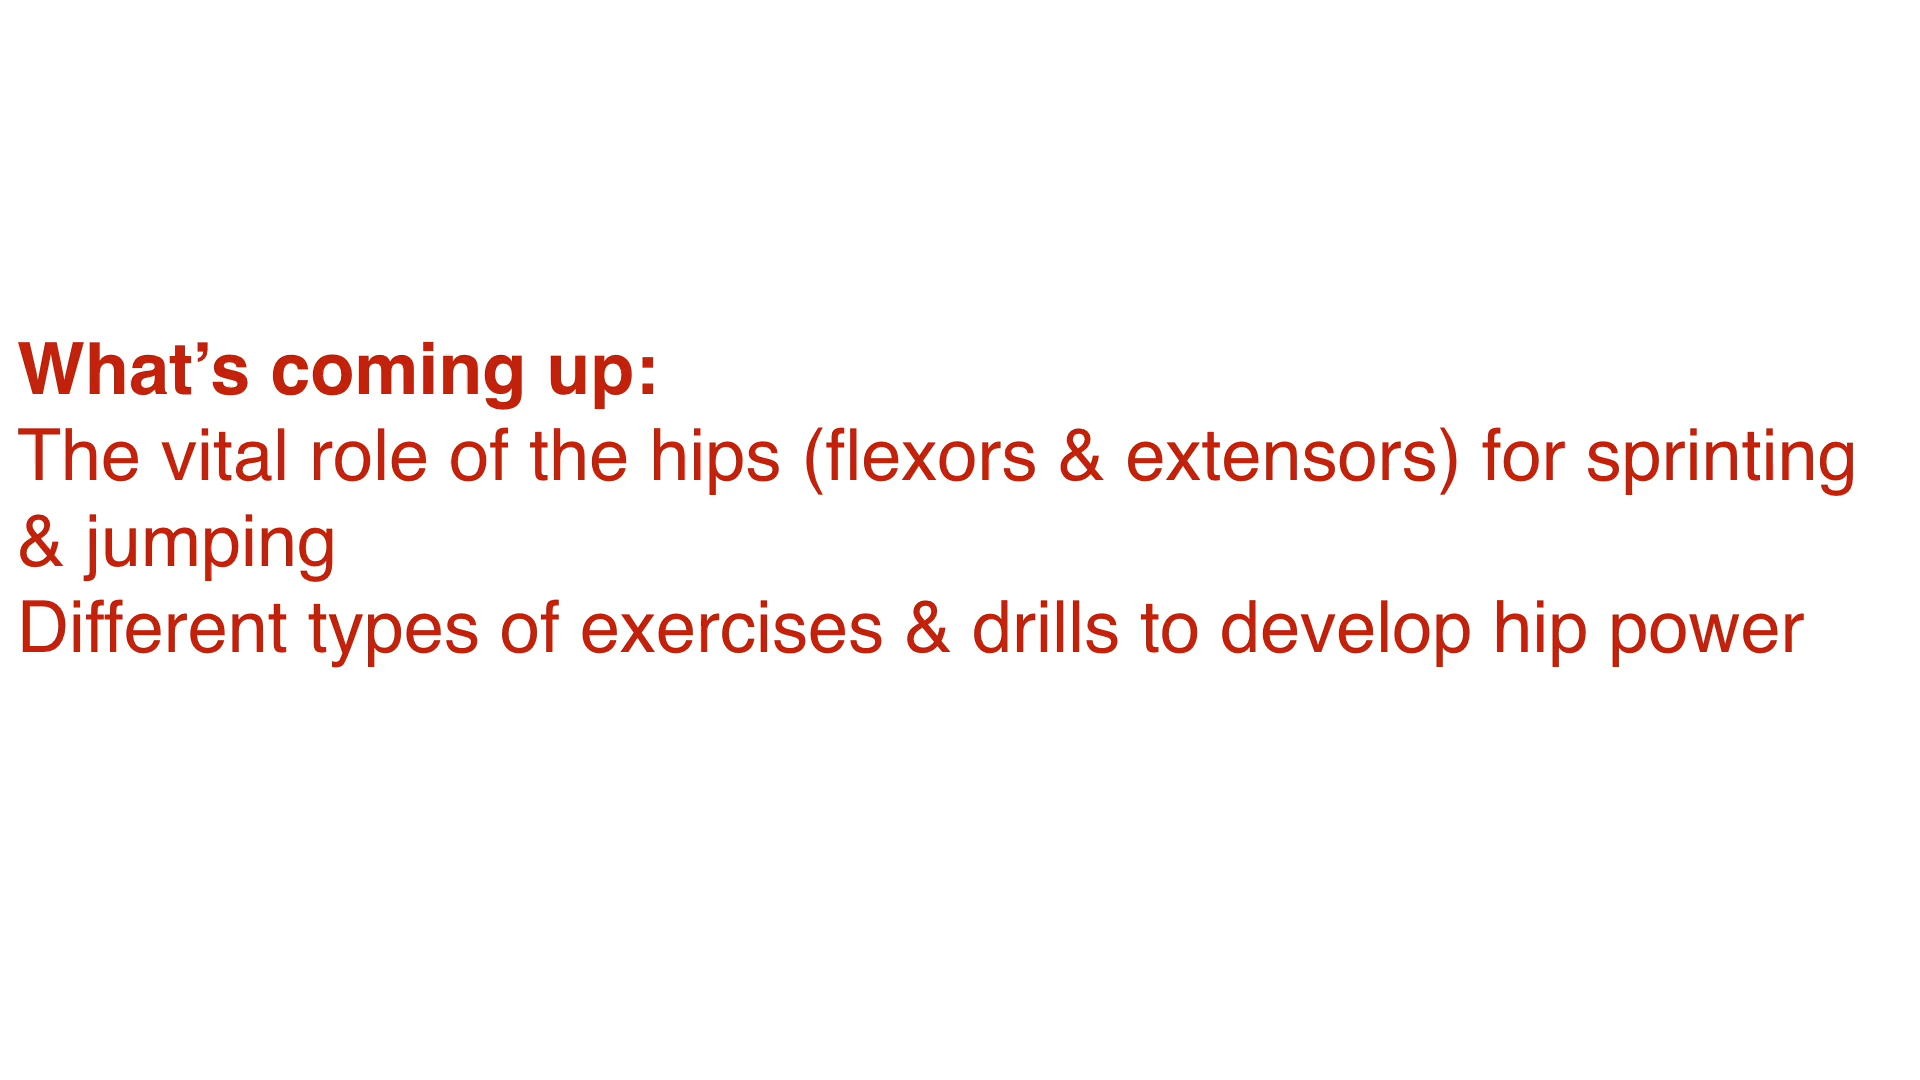 What’s coming up:
The vital role of the hips (flexors & extensors) for sprinting
& jumping
Different types of exercises & drills to develop hip power